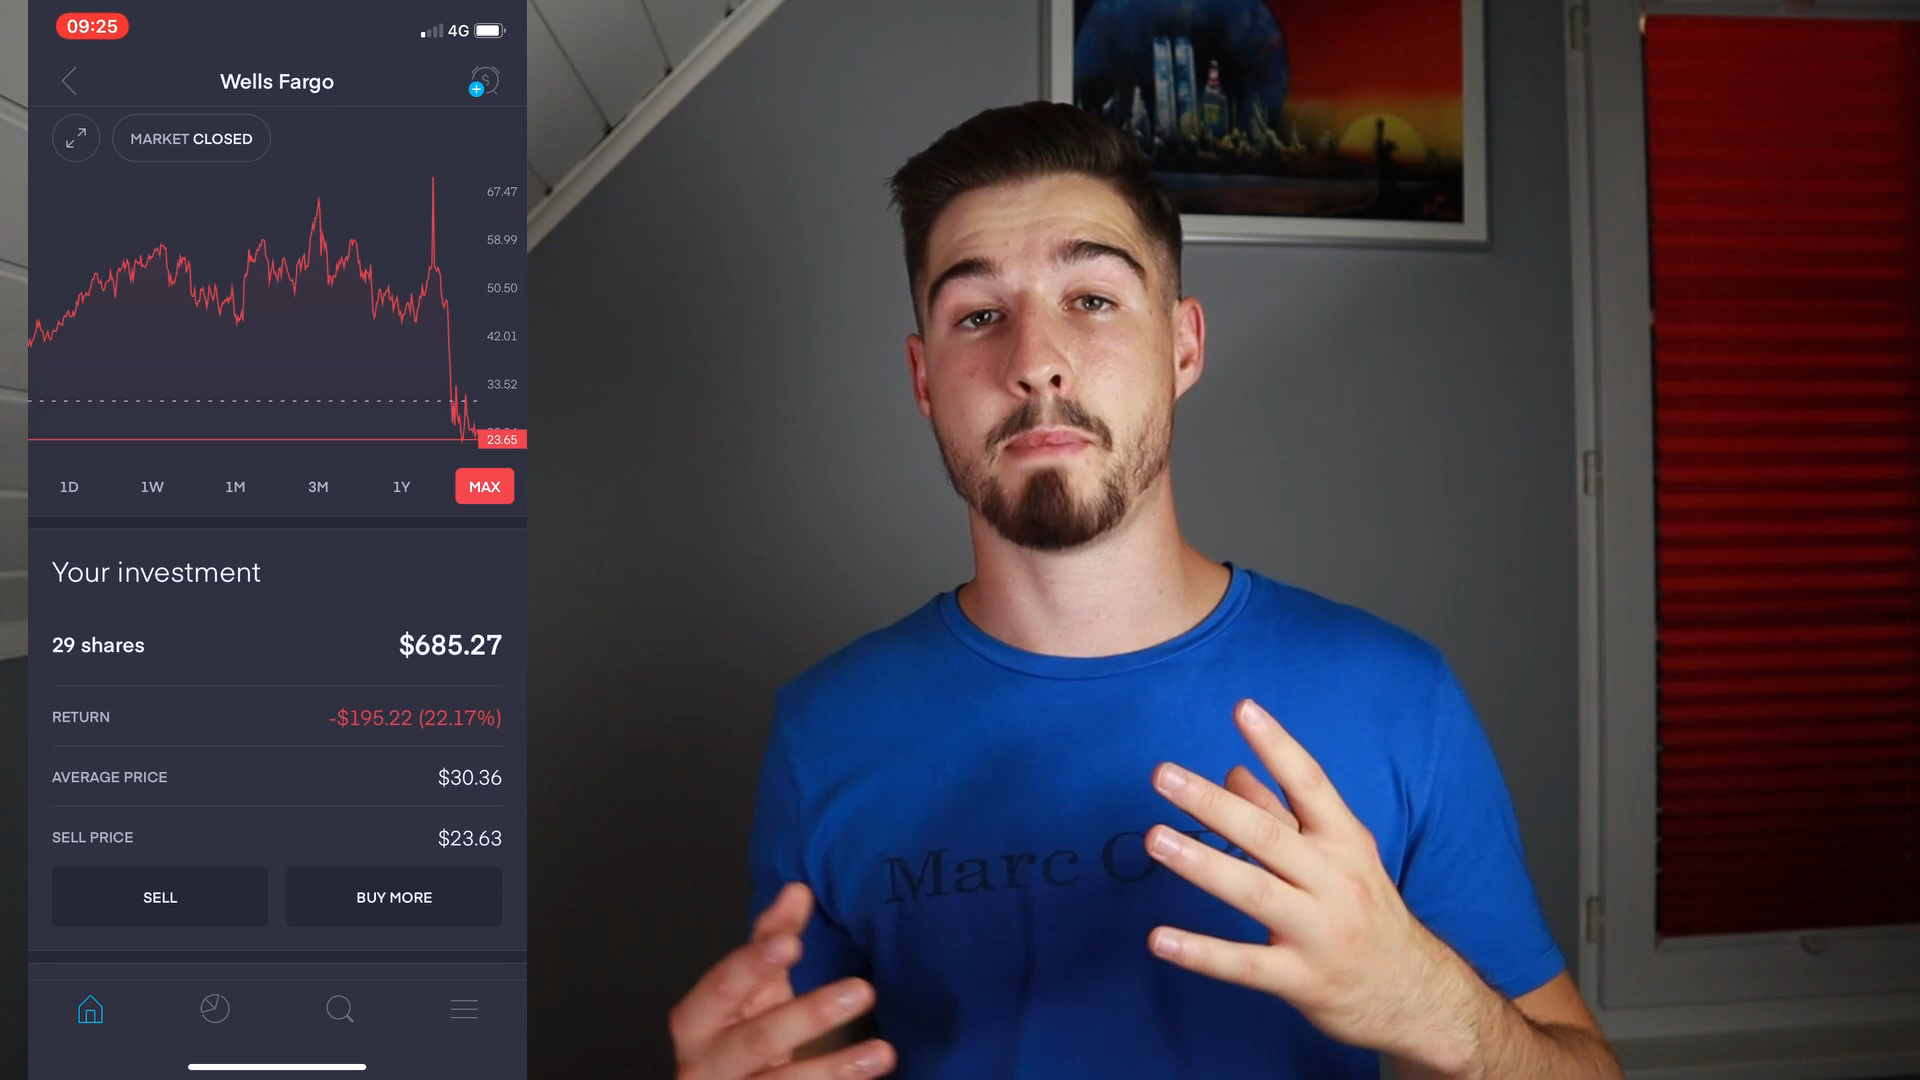 09:25
4G
Wells Fargo
MARKET CLOSED
67.47
58.99
50.50
42.01
33.52
23.65
1D 1W 1M 3M 1Y MAX
Your investment
29 shares $685.27
RETURN -$195.22 (22.17%)
AVERAGE PRICE $30.36
SELL PRICE $23.63
SELL BUY MORE
Marc